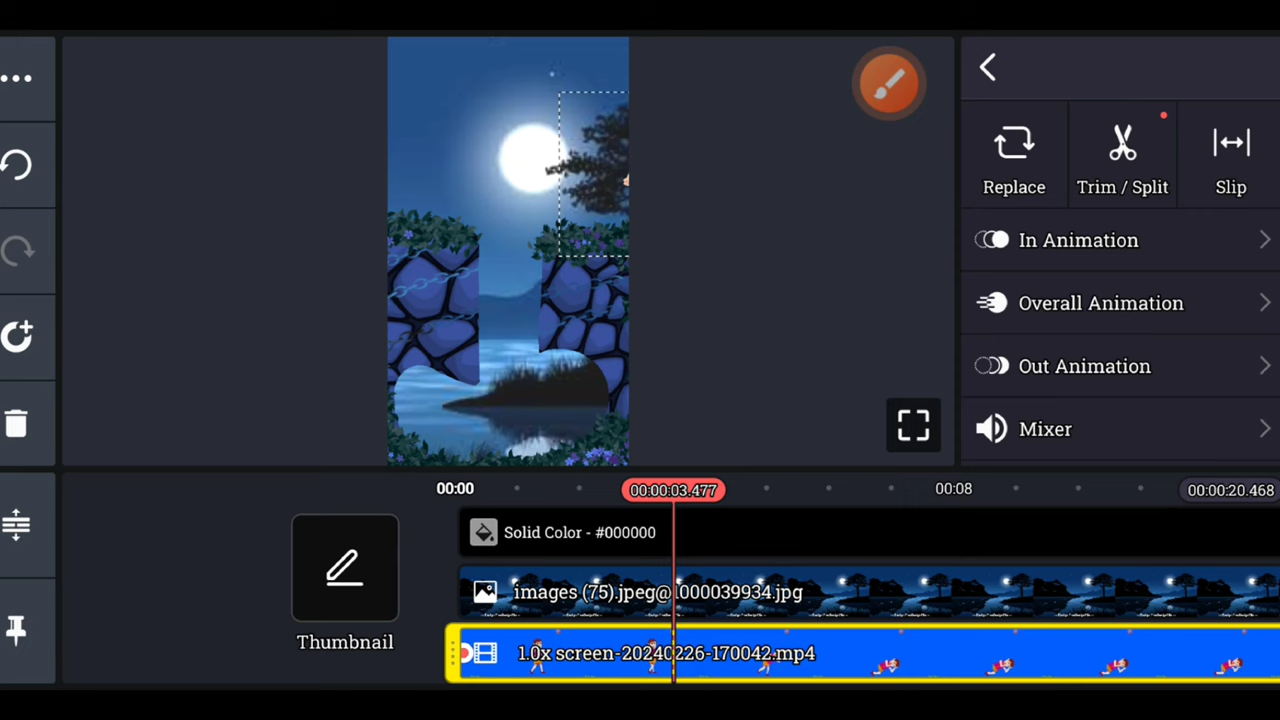 Replace
Trim / Split
Slip
In Animation
Overall Animation
Out Animation
Mixer
00:00
00:00:03.477
00:08
00:00:20.468
Solid Color - #000000
images (75).jpeg@1000039934.jpg
1.0x screen-20240226-170042.mp4
Thumbnail